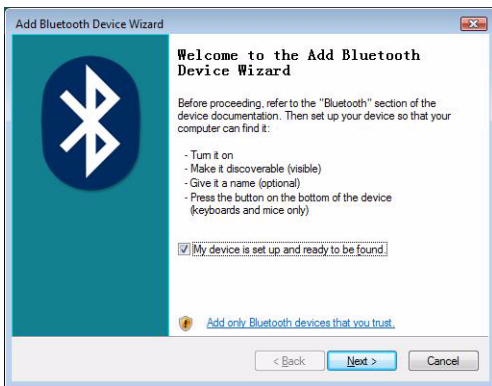 Add Bluetooth Device Wizard
Welcome to the Add Bluetooth
Device Wizard
Before proceeding, refer to the "Bluetooth" section of the
device documentation. Then set up your device so that your
computer can find it:
- Turn it on
- Make it discoverable (visible)
- Give it a name (optional)
- Press the button on the bottom of the device
(keyboards and mice only)
My device is set up and ready to be found.
Add only Bluetooth devices that you trust.
< Back Next > Cancel